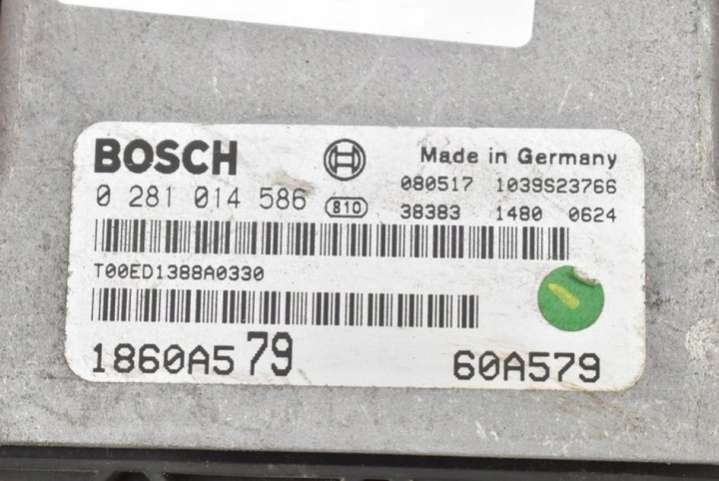 BOSCH Made in Germany
0 281 014 586 810 080517 1039S23766
38383 1480 0624
T00ED1388A0330
1860A579 60A579